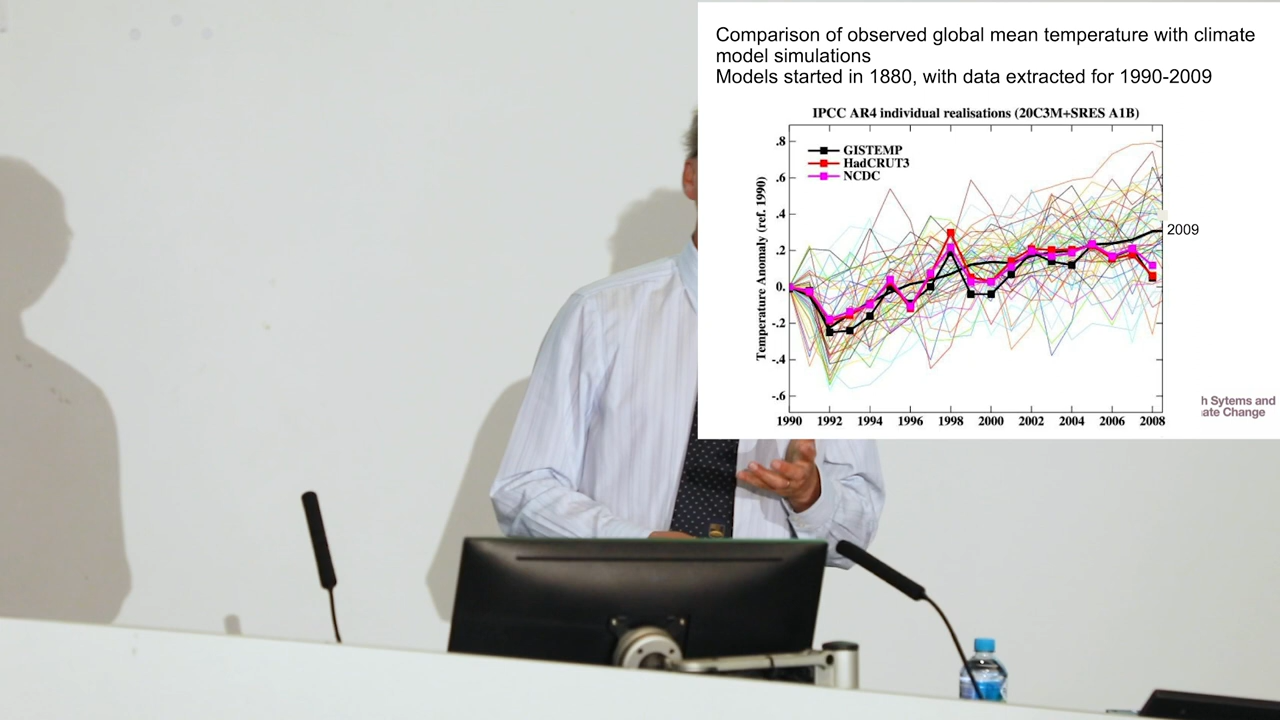 Comparison of observed global mean temperature with climate
model simulations
Models started in 1880, with data extracted for 1990-2009
IPCC AR4 individual realisations (20C3M+SRES A1B)
GISTEMP
HadCRUT3
NCDC
Temperature Anomaly (ref. 1990)
.8
.6
.4
.2
0.
-.2
-.4
-.6
1990 1992 1994 1996 1998 2000 2002 2004 2006 2008
2009
h Sytems and
ate Change